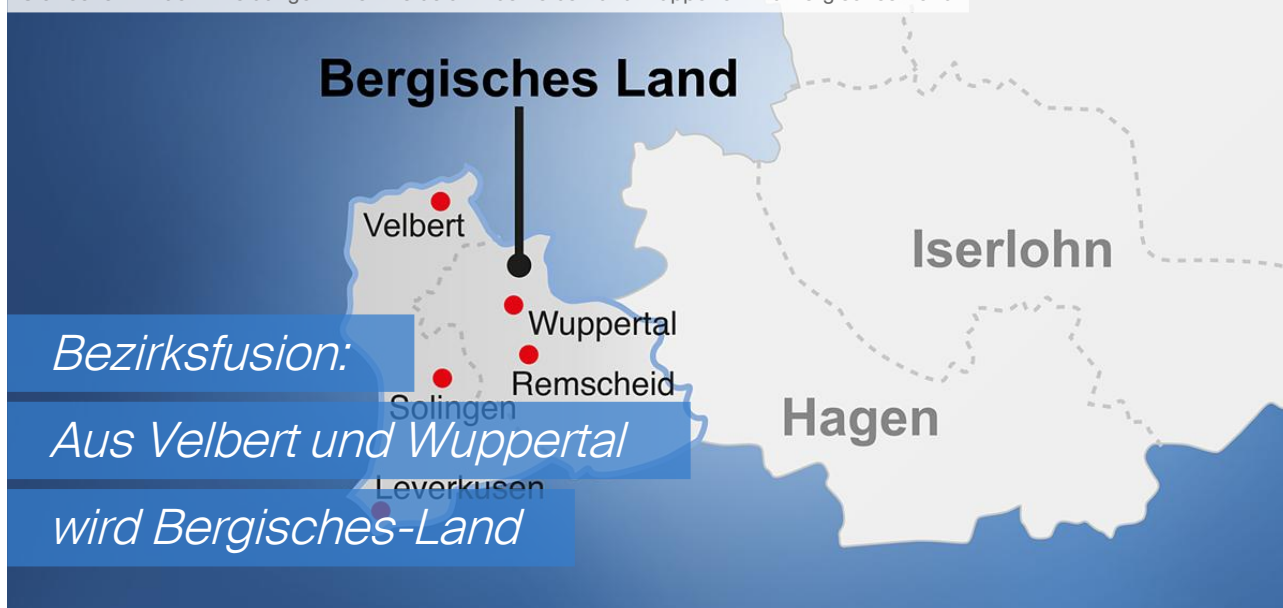 Bergisches Land
Velbert
Iserlohn
Wuppertal
Bezirksfusion:
Remscheid
Solingen
Hagen
Aus Velbert und Wuppertal
Leverkusen
wird Bergisches-Land